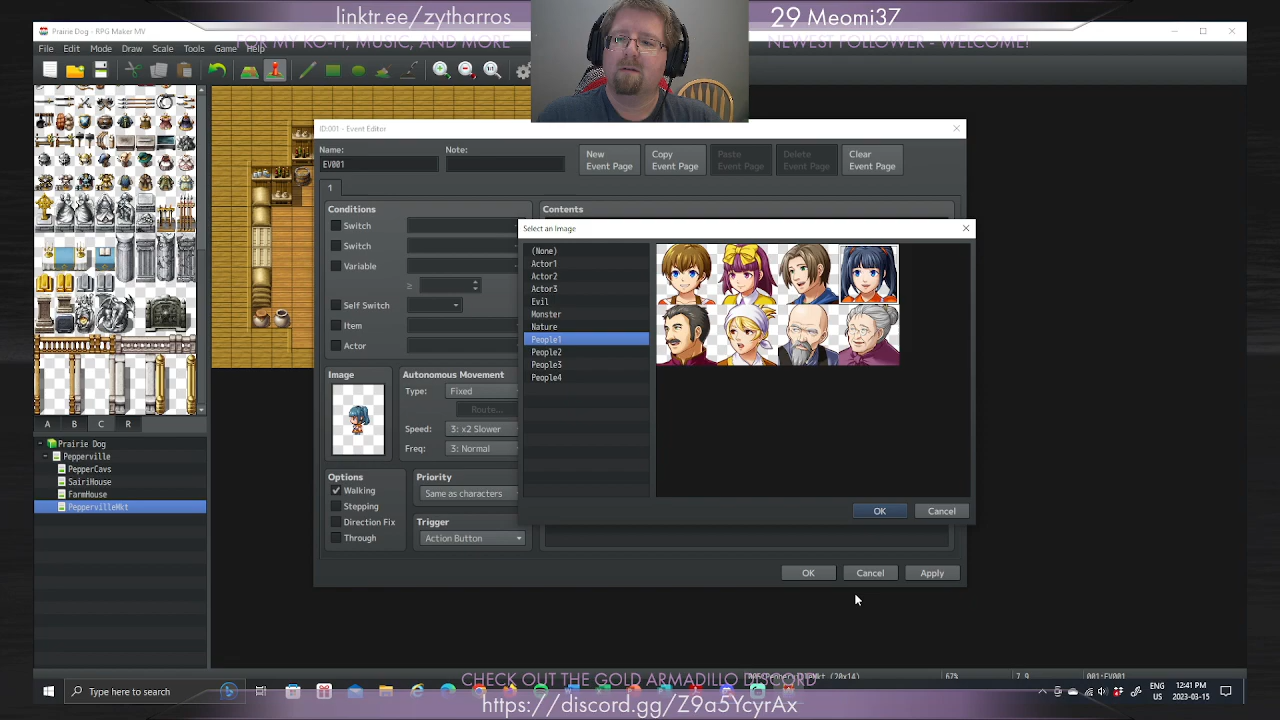 linktr.ee/zytharros
FOR MY KO-FI, MUSIC, AND MORE
29 Meomi37
NEWEST FOLLOWER - WELCOME!
Prairie Dog - RPG Maker MV
File Edit Mode Draw Scale Tools Game Help
ID:001 - Event Editor
Name:
EV001
Note:
New Event Page
Copy Event Page
Paste Event Page
Delete Event Page
Clear Event Page
1
Conditions
Switch
Switch
Variable
≥
Self Switch
Item
Actor
Contents
Image
Autonomous Movement
Type: Fixed
Route...
Speed: 3: x2 Slower
Freq: 3: Normal
Options
Walking
Stepping
Direction Fix
Through
Priority
Same as characters
Trigger
Action Button
OK Cancel Apply
Select an Image
(None)
Actor1
Actor2
Actor3
Evil
Monster
Nature
People1
People2
People3
People4
OK Cancel
A B C R
Prairie Dog
Pepperville
PepperCavs
SairiHouse
FarmHouse
PeppervilleMkt
67% 7,9 001:EV001
CHECK OUT THE GOLD ARMADILLO DISCORD
https://discord.gg/Z9a5YcyrAx
Type here to search
ENG
US
12:41 PM
2023-03-15